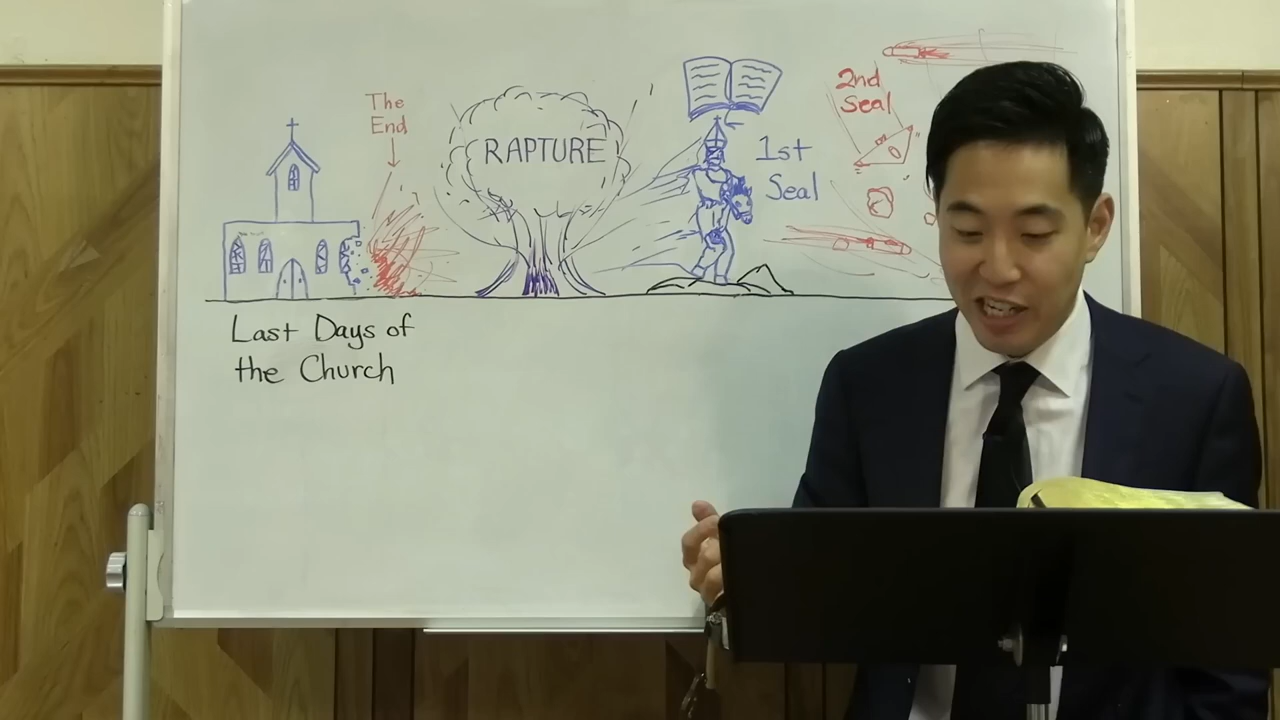 The
End
RAPTURE
1st
Seal
2nd
Seal
Last Days of
the Church